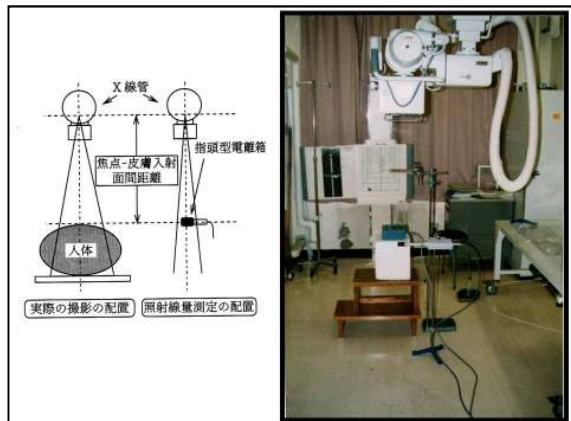 X線管
指頭型電離箱
焦点-皮膚入射
面間距離
人体
実際の撮影の配置
照射線量測定の配置